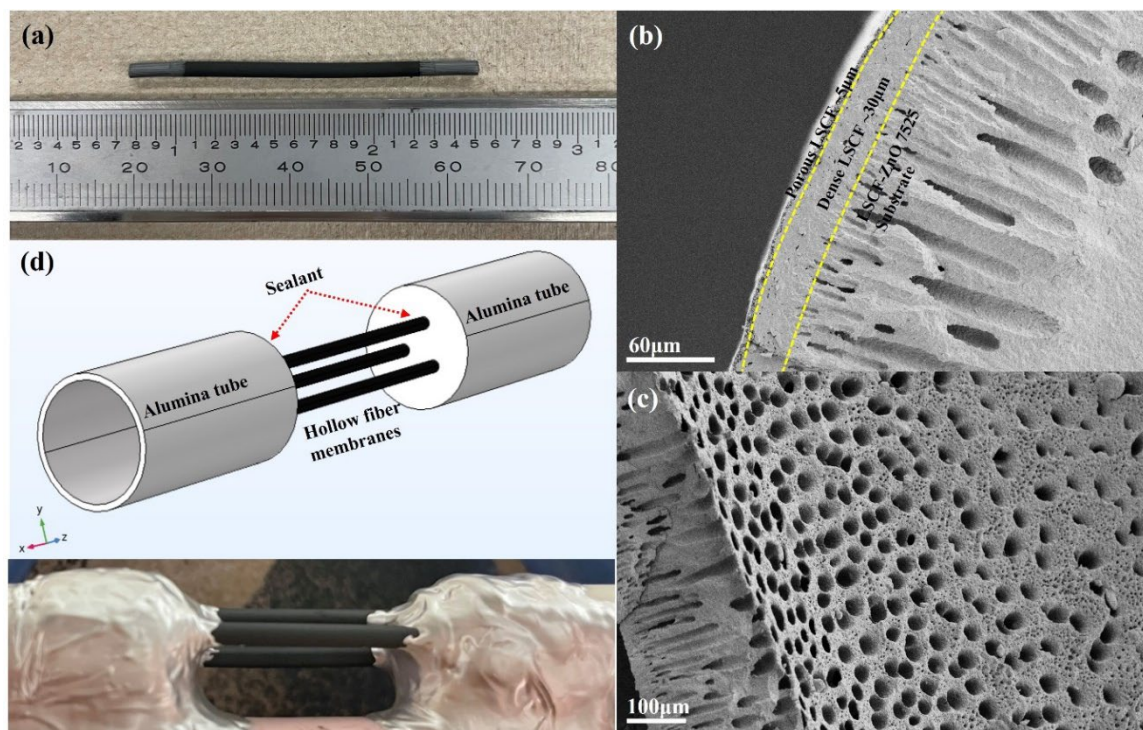 (a)
2 3 4 5 6 7 8 9 1 1 2 3 4 5 6 7 8 9 2 1 2 3 4 5 6 7 8 9 3 1
10 20 30 40 50 60 70 80
(b)
Porous LSCF ~5μm
Dense LSCF ~30μm
LSCF-ZnO 7525
Substrate
60μm
(d)
Sealant
Alumina tube
Alumina tube
Hollow fiber
membranes
y
x
z
(c)
100μm